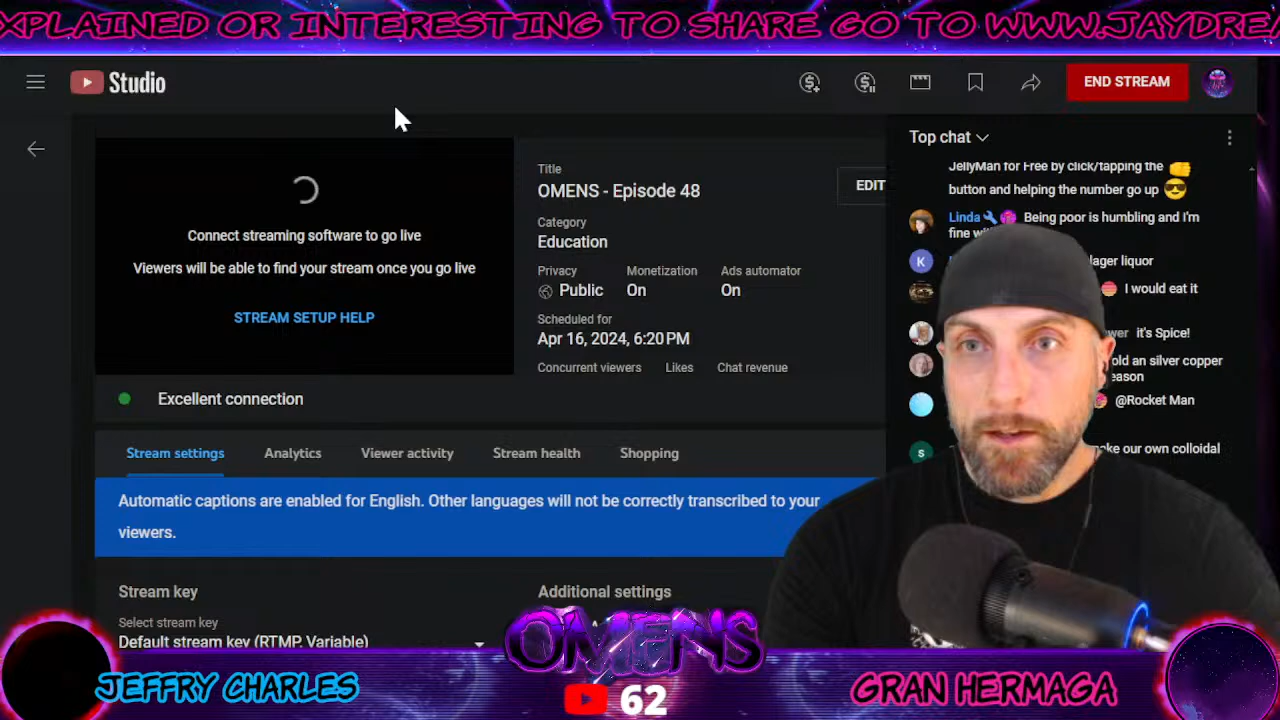 XPLAINED OR INTERESTING TO SHARE GO TO WWW.JAYDREA
Studio
END STREAM
Connect streaming software to go live
Viewers will be able to find your stream once you go live
STREAM SETUP HELP
Title
OMENS - Episode 48
EDIT
Category
Education
Privacy
Monetization
Ads automator
Public
On
On
Scheduled for
Apr 16, 2024, 6:20 PM
Concurrent viewers
Likes
Chat revenue
Excellent connection
Stream settings
Analytics
Viewer activity
Stream health
Shopping
Automatic captions are enabled for English. Other languages will not be correctly transcribed to your
viewers.
Stream key
Additional settings
Select stream key
Default stream key (RTMP, Variable)
Top chat
JellyMan for Free by click/tapping the
button and helping the number go up
Linda Being poor is humbling and I'm
fine
K
lager liquor
I would eat it
it's Spice!
old an silver copper
@Rocket Man
s
our own colloidal
OMENS
JEFFRY CHARLES
62
GRAN HERMAGA